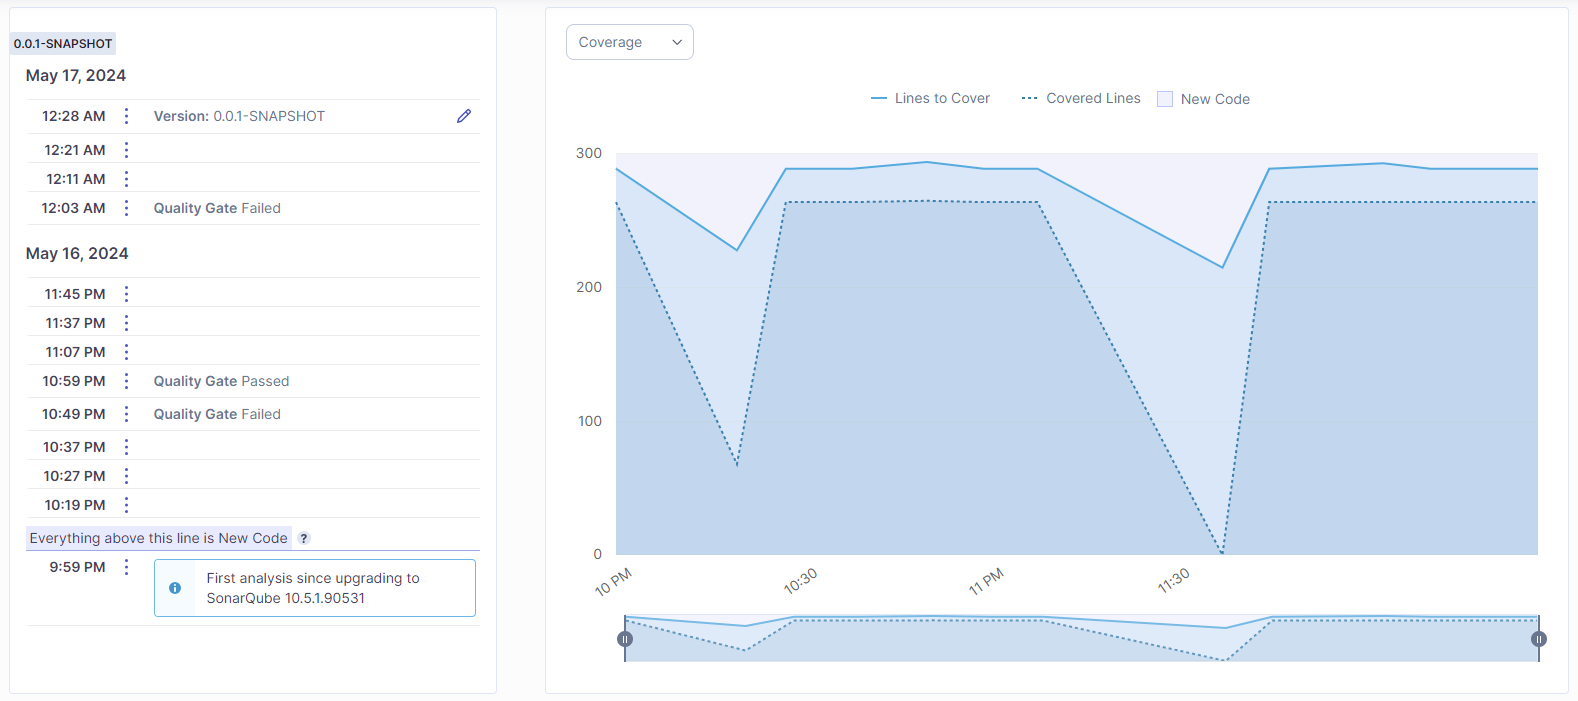 0.0.1-SNAPSHOT
May 17, 2024
12:28 AM Version: 0.0.1-SNAPSHOT
12:21 AM
12:11 AM
12:03 AM Quality Gate Failed
May 16, 2024
11:45 PM
11:37 PM
11:07 PM
10:59 PM Quality Gate Passed
10:49 PM Quality Gate Failed
10:37 PM
10:27 PM
10:19 PM
Everything above this line is New Code ?
9:59 PM
First analysis since upgrading to
SonarQube 10.5.1.90531
Coverage
Lines to Cover Covered Lines New Code
300
200
100
0
10 PM 10:30 11 PM 11:30